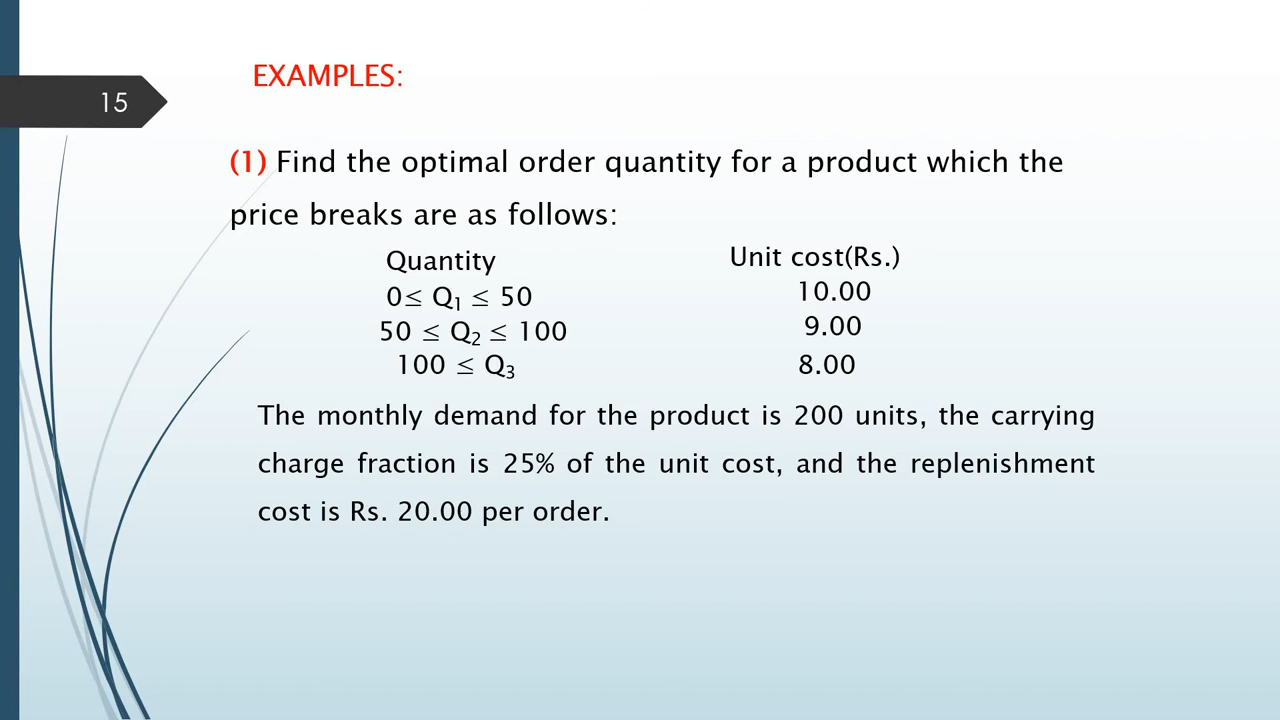 EXAMPLES:
15
(1) Find the optimal order quantity for a product which the
price breaks are as follows:
Quantity Unit cost(Rs.)
0≤ Q₁ ≤ 50 10.00
50 ≤ Q₂ ≤ 100 9.00
100 ≤ Q₃ 8.00
The monthly demand for the product is 200 units, the carrying
charge fraction is 25% of the unit cost, and the replenishment
cost is Rs. 20.00 per order.